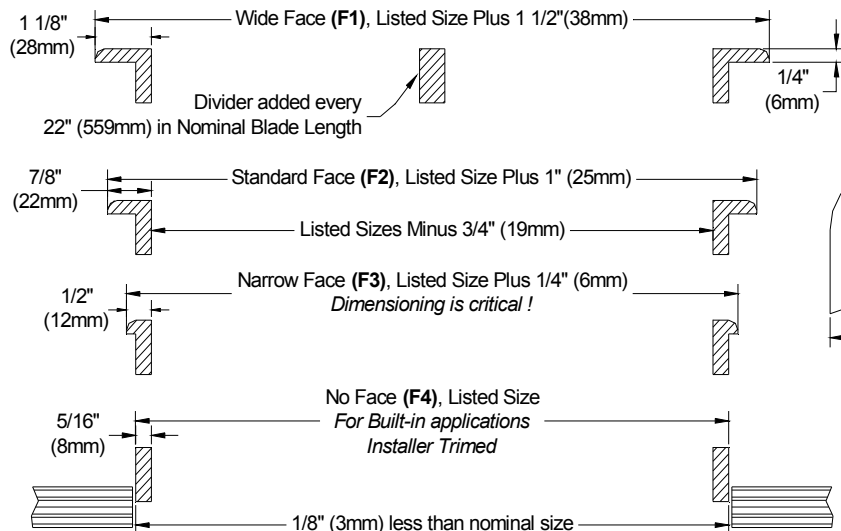 1 1/8"
(28mm)
Wide Face (F1), Listed Size Plus 1 1/2"(38mm)
1/4"
(6mm)
Divider added every
22" (559mm) in Nominal Blade Length
7/8"
(22mm)
Standard Face (F2), Listed Size Plus 1" (25mm)
Listed Sizes Minus 3/4" (19mm)
1/2"
(12mm)
Narrow Face (F3), Listed Size Plus 1/4" (6mm)
Dimensioning is critical !
5/16"
(8mm)
No Face (F4), Listed Size
For Built-in applications
Installer Trimed
1/8" (3mm) less than nominal size